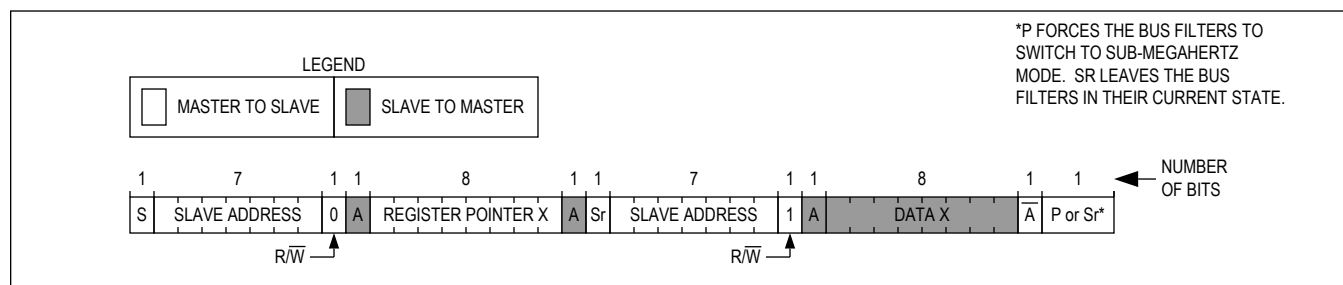 *P FORCES THE BUS FILTERS TO
SWITCH TO SUB-MEGAHERTZ
MODE. SR LEAVES THE BUS
FILTERS IN THEIR CURRENT STATE.
LEGEND
MASTER TO SLAVE SLAVE TO MASTER
1 7 1 1 8 1 1 7 1 1 8 1 1 NUMBER
OF BITS
S SLAVE ADDRESS 0 A REGISTER POINTER X A Sr SLAVE ADDRESS 1 A DATA X A̅ P or Sr*
R/W̅ R/W̅